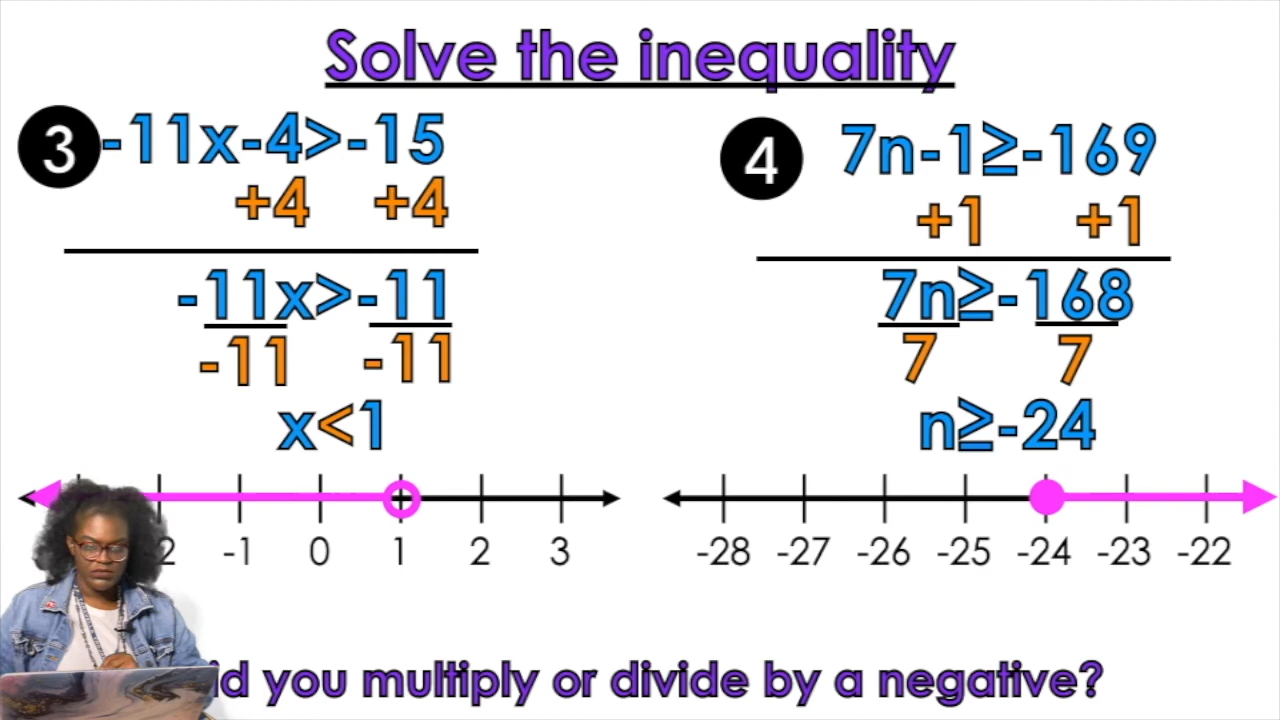 Solve the inequality
3 -11x-4>-15
+4 +4
-11x>-11
-11 -11
x<1
-1 0 1 2 3
4 7n-1≥-169
+1 +1
7n≥-168
7 7
n≥-24
-28 -27 -26 -25 -24 -23 -22
you multiply or divide by a negative?